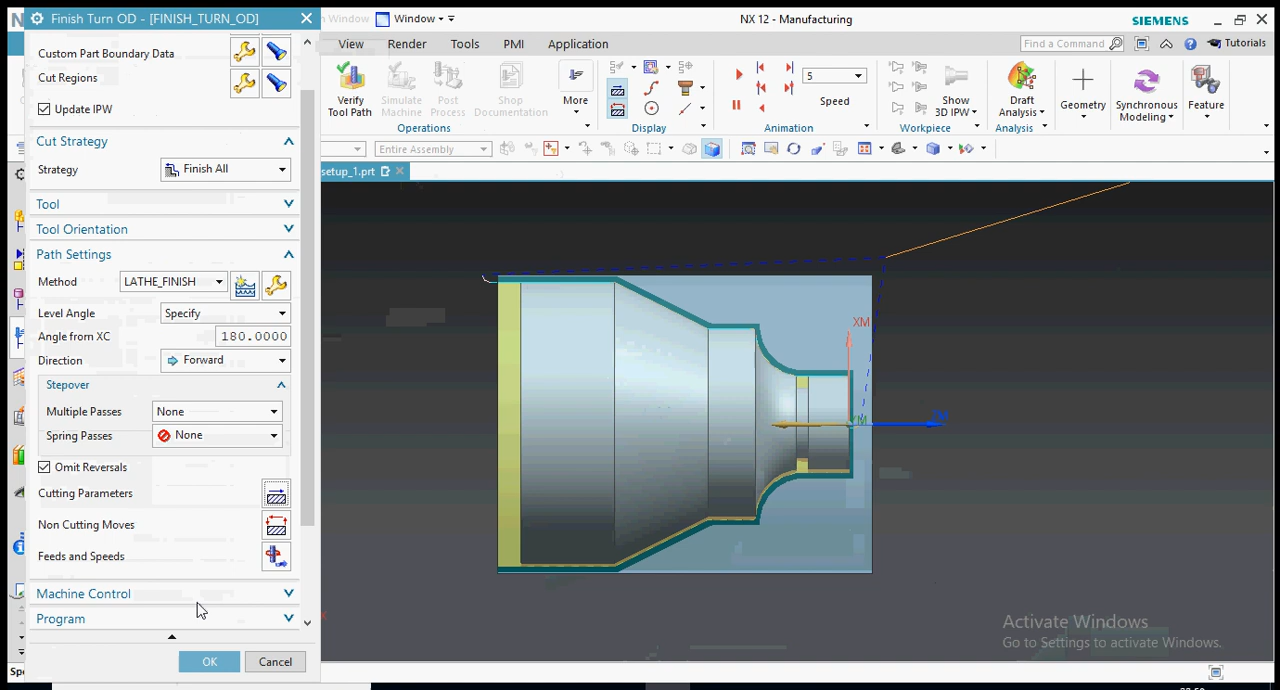 Finish Turn OD - [FINISH_TURN_OD]
n Window
Window
NX 12 - Manufacturing
SIEMENS
View
Render
Tools
PMI
Application
Find a Command
Tutorials
Custom Part Boundary Data
Cut Regions
Update IPW
Cut Strategy
Strategy
Finish All
Tool
Tool Orientation
Path Settings
Method
LATHE_FINISH
Level Angle
Specify
Angle from XC
180.0000
Direction
Forward
Stepover
Multiple Passes
None
Spring Passes
None
Omit Reversals
Cutting Parameters
Non Cutting Moves
Feeds and Speeds
Machine Control
Program
OK
Cancel
Verify
Tool Path
Simulate
Machine
Post
Process
Shop
Documentation
More
Operations
Display
5
Speed
Animation
Show
3D IPW
Workpiece
Draft
Analysis
Analysis
Geometry
Synchronous
Modeling
Feature
Entire Assembly
setup_1.prt
XM
YM
Activate Windows
Go to Settings to activate Windows.